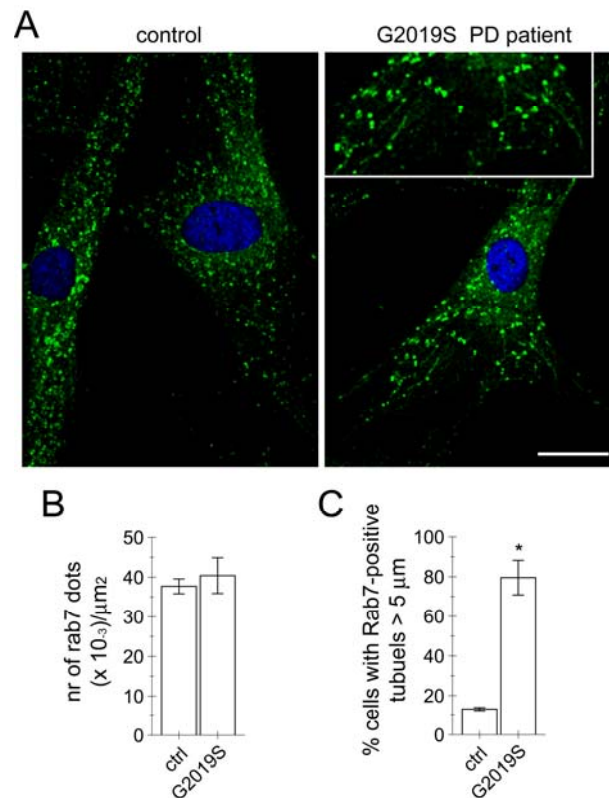 A
control
G2019S PD patient
B
nr of rab7 dots
(x 10-3)/µm2
50
40
30
20
10
0
ctrl
G2019S
C
% cells with Rab7-positive
tubuels > 5 µm
100
80
60
40
20
0
*
ctrl
G2019S